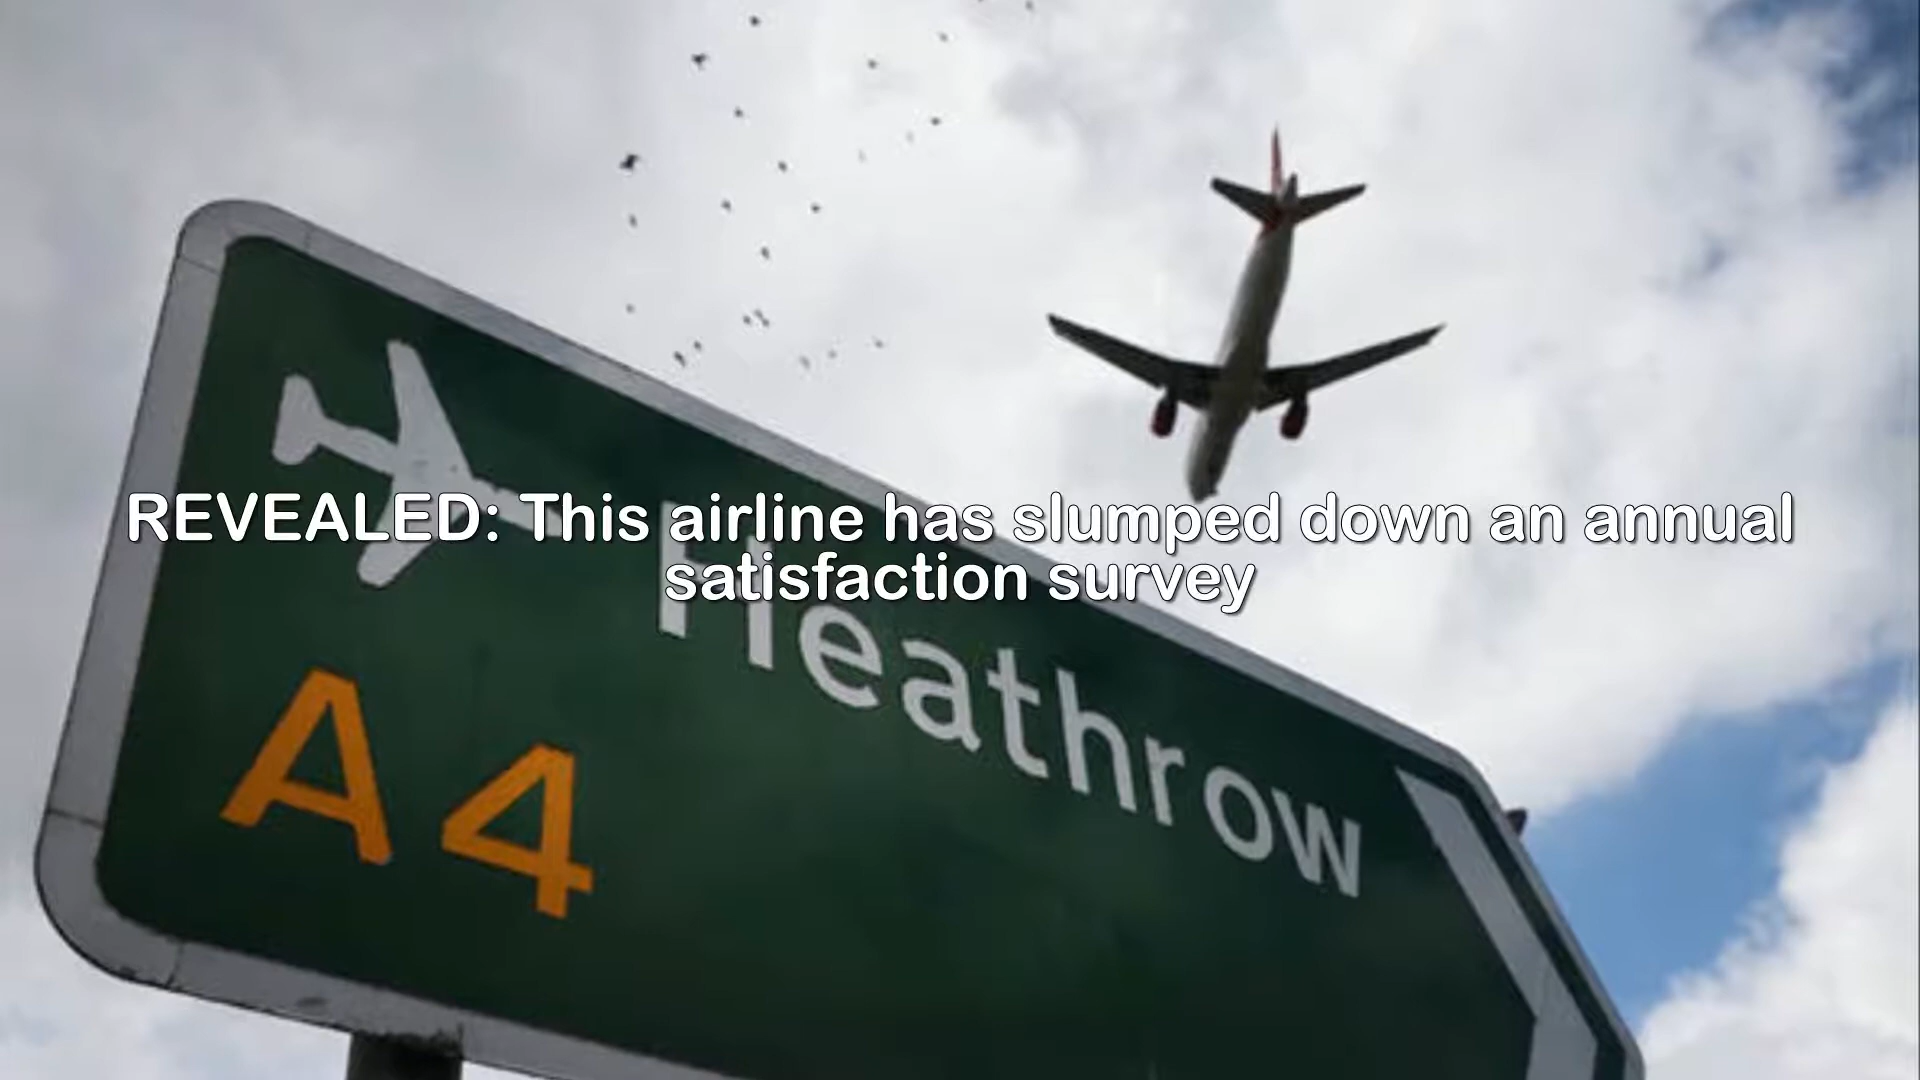 REVEALED: This airline has slumped down an annual
satisfaction survey
Heathrow
A4